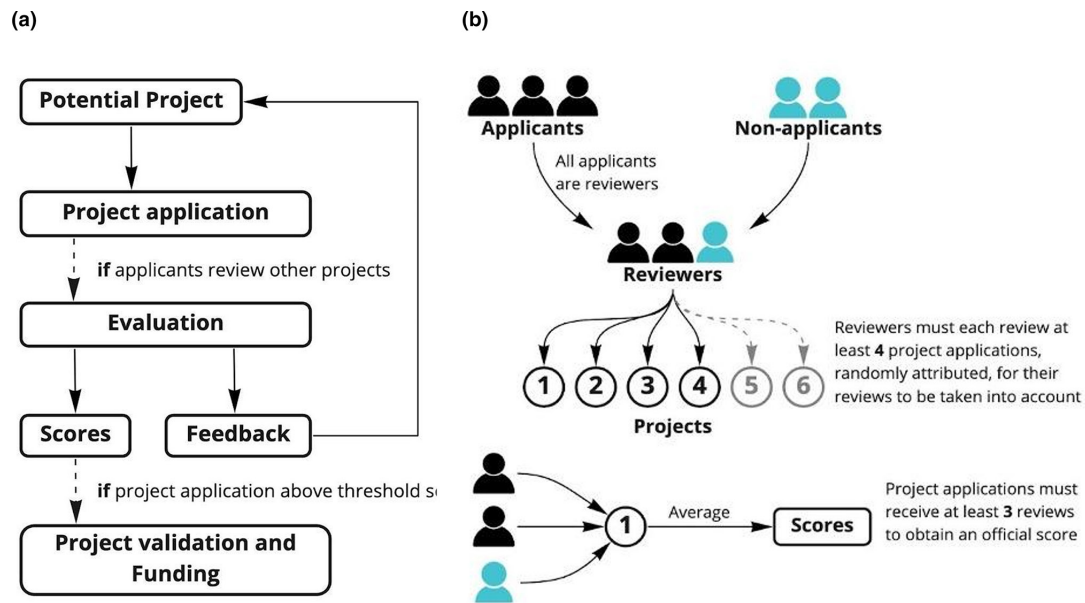 (a)
Potential Project
Project application
if applicants review other projects
Evaluation
Scores
Feedback
if project application above threshold
Project validation and
Funding
(b)
Applicants
Non-applicants
All applicants
are reviewers
Reviewers
1
2
3
4
5
6
Projects
Reviewers must each review at
least 4 project applications,
randomly attributed, for their
reviews to be taken into account
1
Average
Scores
Project applications must
receive at least 3 reviews
to obtain an official score